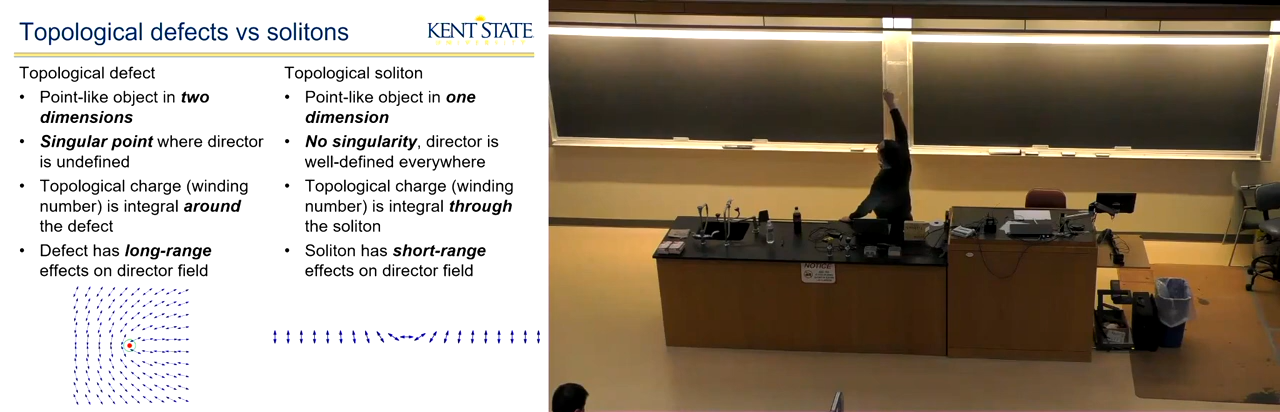 Topological defects vs solitons
KENT STATE
UNIVERSITY
Topological defect
• Point-like object in two
dimensions
• Singular point where director
is undefined
• Topological charge (winding
number) is integral around
the defect
• Defect has long-range
effects on director field
Topological soliton
• Point-like object in one
dimension
• No singularity, director is
well-defined everywhere
• Topological charge (winding
number) is integral through
the soliton
• Soliton has short-range
effects on director field
NOTICE